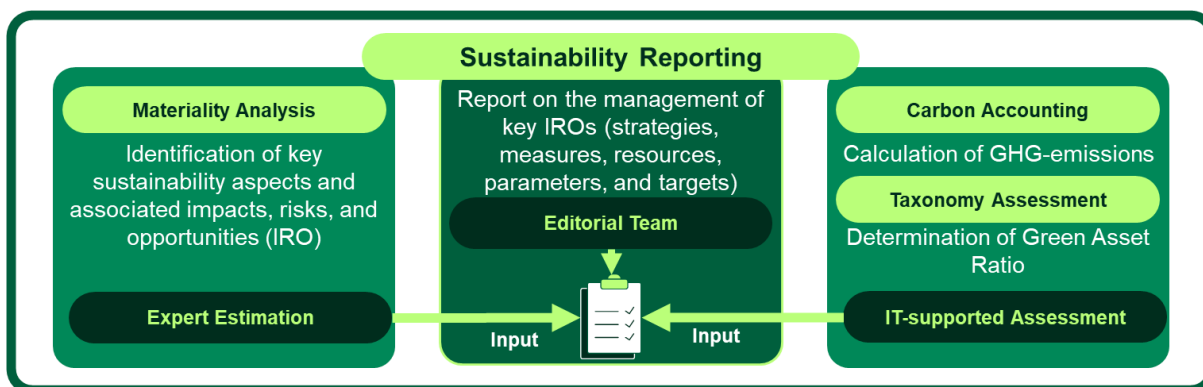 Sustainability Reporting
Materiality Analysis
Identification of key
sustainability aspects and
associated impacts, risks, and
opportunities (IRO)
Expert Estimation
Input
Report on the management of
key IROs (strategies,
measures, resources,
parameters, and targets)
Editorial Team
Carbon Accounting
Calculation of GHG-emissions
Taxonomy Assessment
Determination of Green Asset
Ratio
IT-supported Assessment
Input